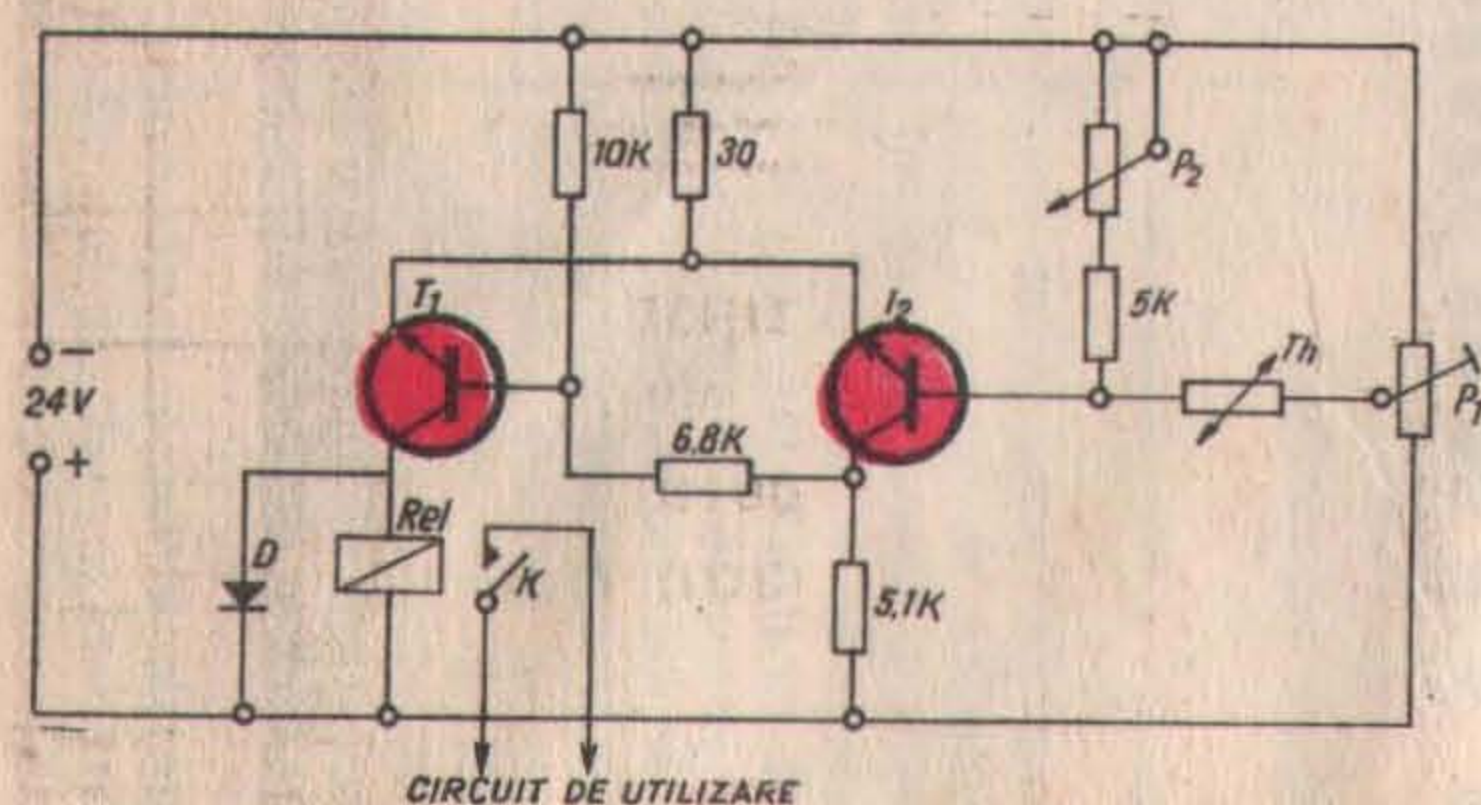 10K
30
P2
T1
T2
5K
Th
P1
−
24V
+
6,8K
Rel
D
K
5,1K
CIRCUIT DE UTILIZARE